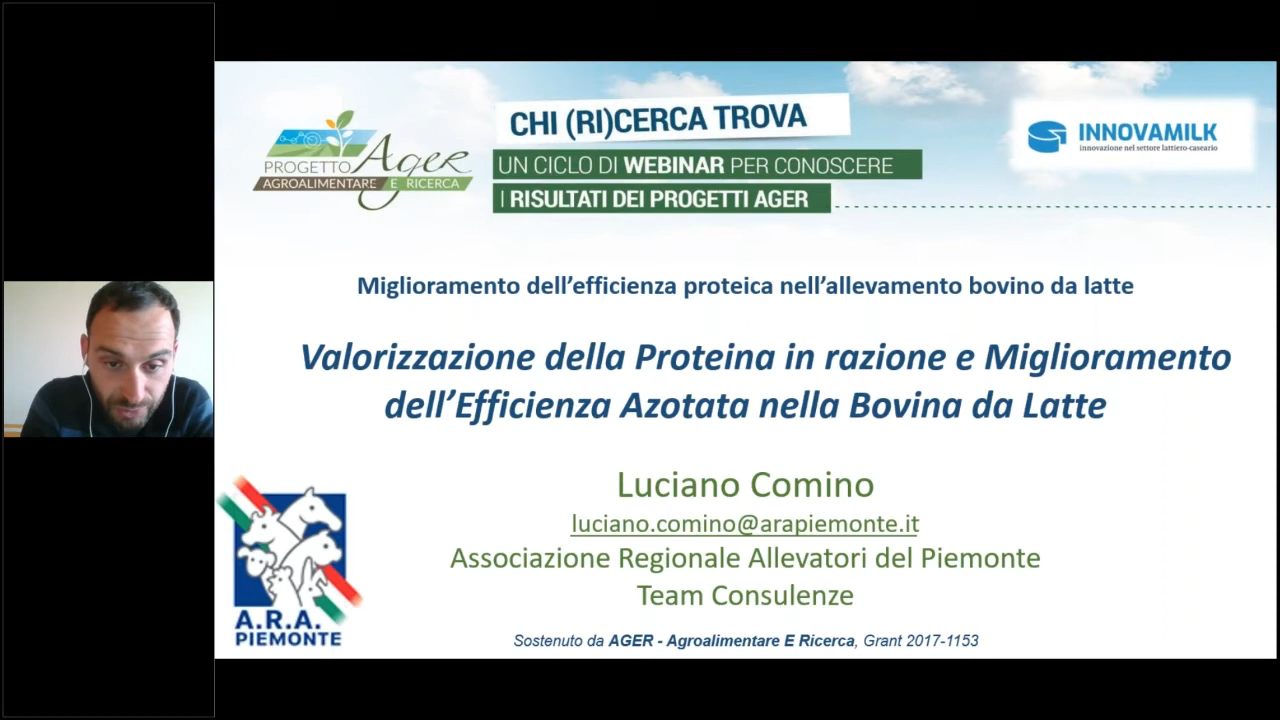 PROGETTO Ager
AGROALIMENTARE E RICERCA
CHI (RI)CERCA TROVA
UN CICLO DI WEBINAR PER CONOSCERE
I RISULTATI DEI PROGETTI AGER
INNOVAMILK
innovazione nel settore lattiero-caseario
Miglioramento dell'efficienza proteica nell'allevamento bovino da latte
Valorizzazione della Proteina in razione e Miglioramento
dell'Efficienza Azotata nella Bovina da Latte
Luciano Comino
luciano.comino@arapiemonte.it
Associazione Regionale Allevatori del Piemonte
Team Consulenze
A.R.A.
PIEMONTE
Sostenuto da AGER - Agroalimentare E Ricerca, Grant 2017-1153